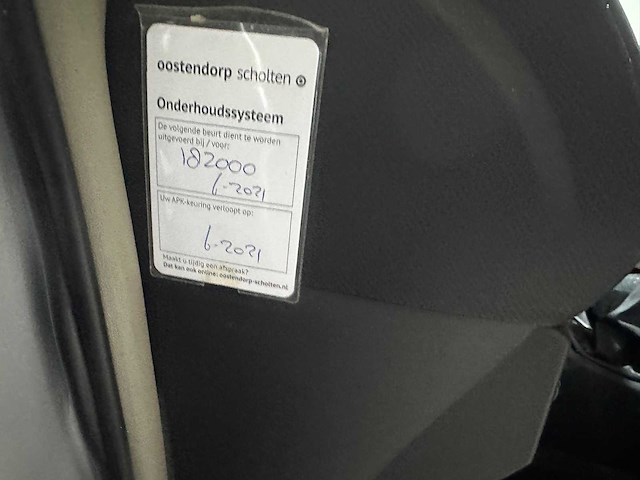 oostendorp scholten
Onderhoudssysteem
De volgende beurt dient te worden
uitgevoerd bij / voor:
182000
6-2021
Uw APK-keuring verloopt op:
6-2021
Maakt u tijdig een afspraak?
Dat kan ook online: oostendorp-scholten.nl